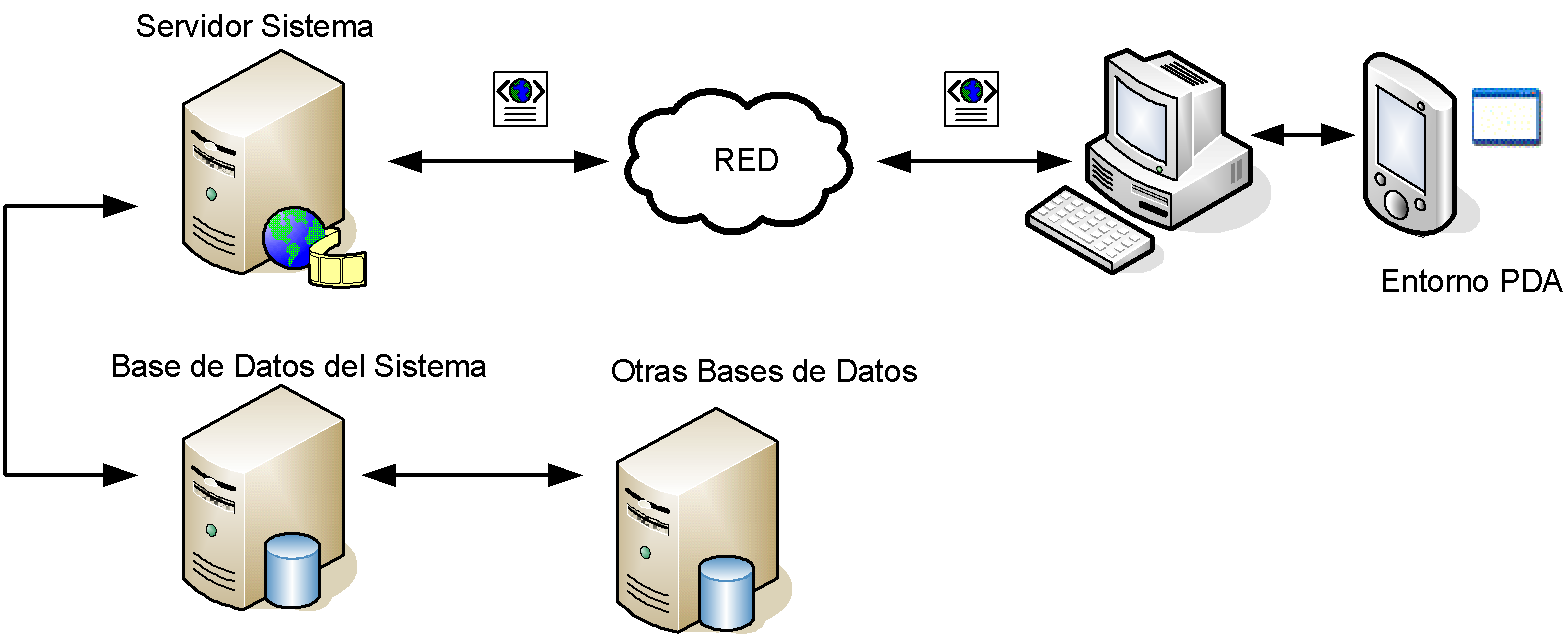 Servidor Sistema
RED
Entorno PDA
Base de Datos del Sistema
Otras Bases de Datos